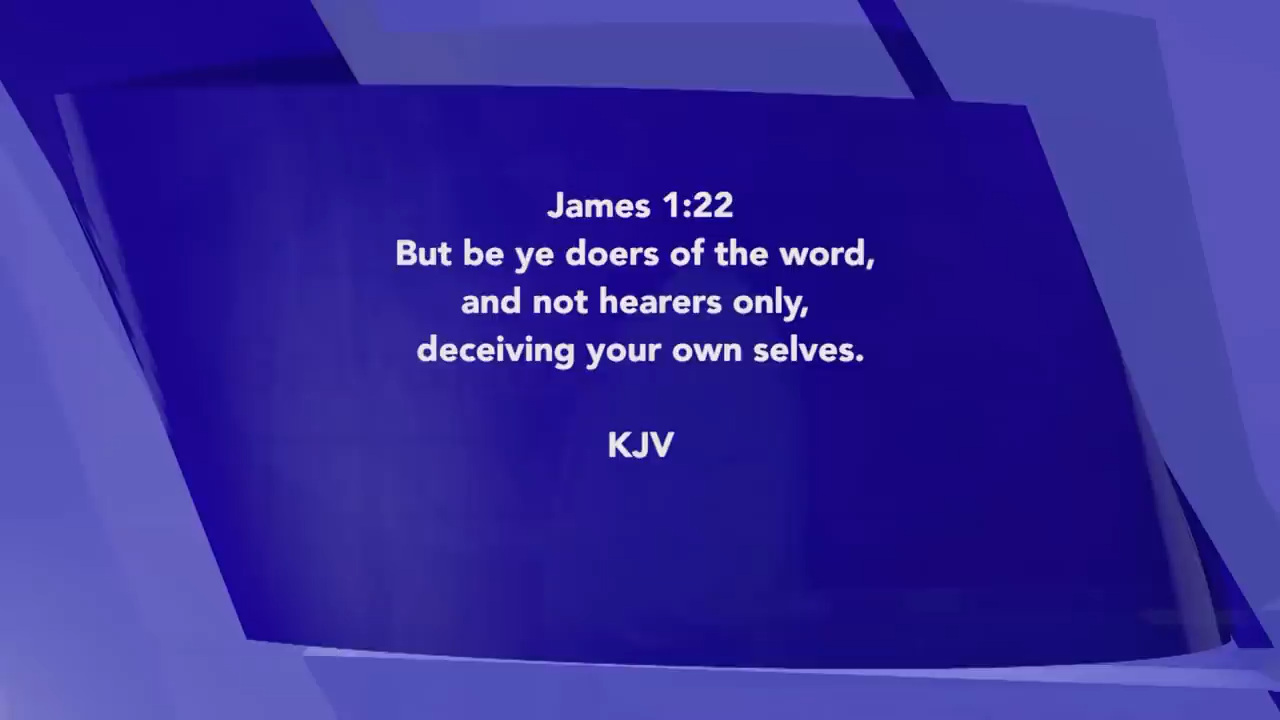 James 1:22
But be ye doers of the word,
and not hearers only,
deceiving your own selves.
KJV